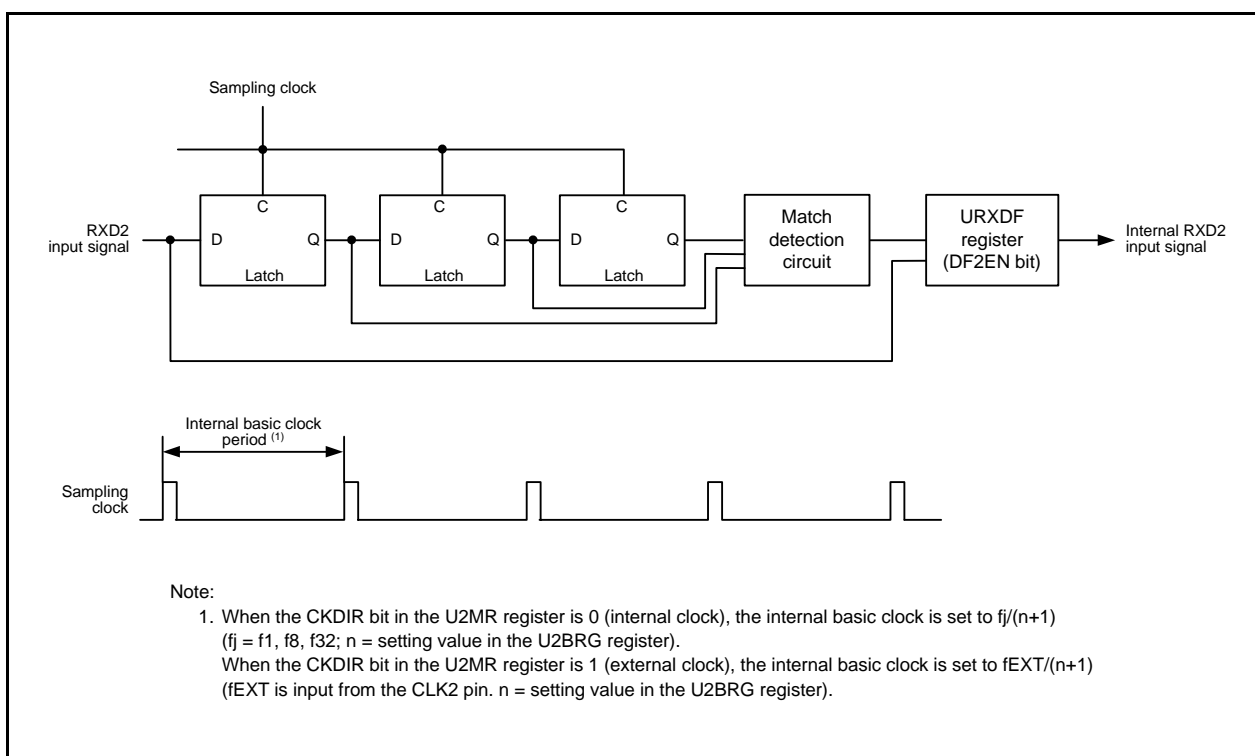 Sampling clock
C
C
C
RXD2
input signal
D
Q
D
Q
D
Q
Latch
Latch
Latch
Match
detection
circuit
URXDF
register
(DF2EN bit)
Internal RXD2
input signal
Internal basic clock
period (1)
Sampling
clock
Note:
1. When the CKDIR bit in the U2MR register is 0 (internal clock), the internal basic clock is set to fj/(n+1)
(fj = f1, f8, f32; n = setting value in the U2BRG register).
When the CKDIR bit in the U2MR register is 1 (external clock), the internal basic clock is set to fEXT/(n+1)
(fEXT is input from the CLK2 pin. n = setting value in the U2BRG register).